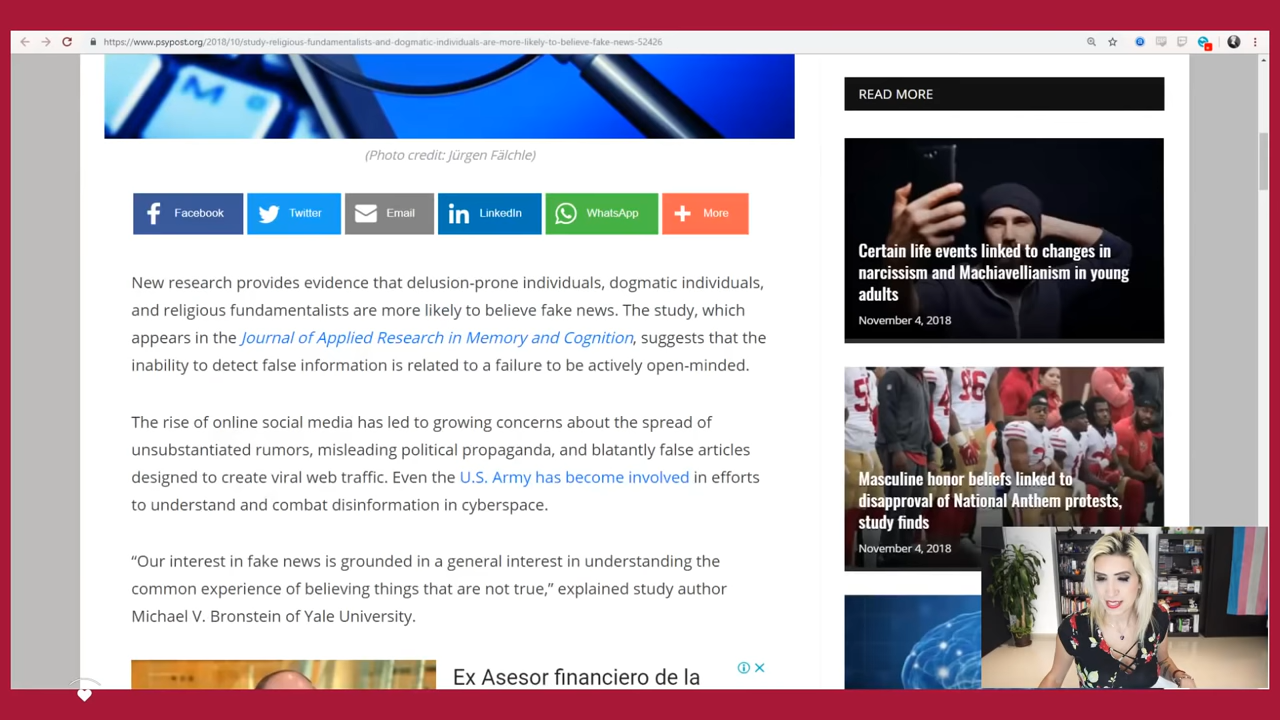 https://www.psypost.org/2018/10/study-religious-fundamentalists-and-dogmatic-individuals-are-more-likely-to-believe-fake-news-52426
(Photo credit: Jürgen Fälchle)
Facebook
Twitter
Email
LinkedIn
WhatsApp
More
New research provides evidence that delusion-prone individuals, dogmatic individuals,
and religious fundamentalists are more likely to believe fake news. The study, which
appears in the Journal of Applied Research in Memory and Cognition, suggests that the
inability to detect false information is related to a failure to be actively open-minded.
The rise of online social media has led to growing concerns about the spread of
unsubstantiated rumors, misleading political propaganda, and blatantly false articles
designed to create viral web traffic. Even the U.S. Army has become involved in efforts
to understand and combat disinformation in cyberspace.
“Our interest in fake news is grounded in a general interest in understanding the
common experience of believing things that are not true,” explained study author
Michael V. Bronstein of Yale University.
Ex Asesor financiero de la
READ MORE
Certain life events linked to changes in
narcissism and Machiavellianism in young
adults
November 4, 2018
Masculine honor beliefs linked to
disapproval of National Anthem protests,
study finds
November 4, 2018